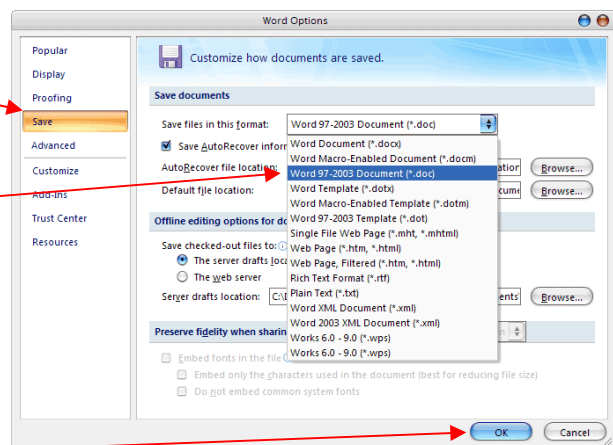 Word Options
Popular
Display
Proofing
Save
Advanced
Customize
Add-Ins
Trust Center
Resources
Customize how documents are saved.
Save documents
Save files in this format: Word 97-2003 Document (*.doc)
Save AutoRecover
AutoRecover file location: Browse...
Default file location: Browse...
Word Document (*.docx)
Word Macro-Enabled Document (*.docm)
Word 97-2003 Document (*.doc)
Word Template (*.dotx)
Word Macro-Enabled Template (*.dotm)
Word 97-2003 Template (*.dot)
Single File Web Page (*.mht, *.mhtml)
Web Page (*.htm, *.html)
Web Page, Filtered (*.htm, *.html)
Rich Text Format (*.rtf)
Plain Text (*.txt)
Word XML Document (*.xml)
Word 2003 XML Document (*.xml)
Works 6.0 - 9.0 (*.wps)
Works 6.0 - 9.0 (*.wps)
Offline editing options for
Save checked-out files to:
The server drafts
The web server
Server drafts location: Browse...
Preserve fidelity when sharin
Embed fonts in the file
Embed only the characters used in the document (best for reducing file size)
Do not embed common system fonts
OK Cancel